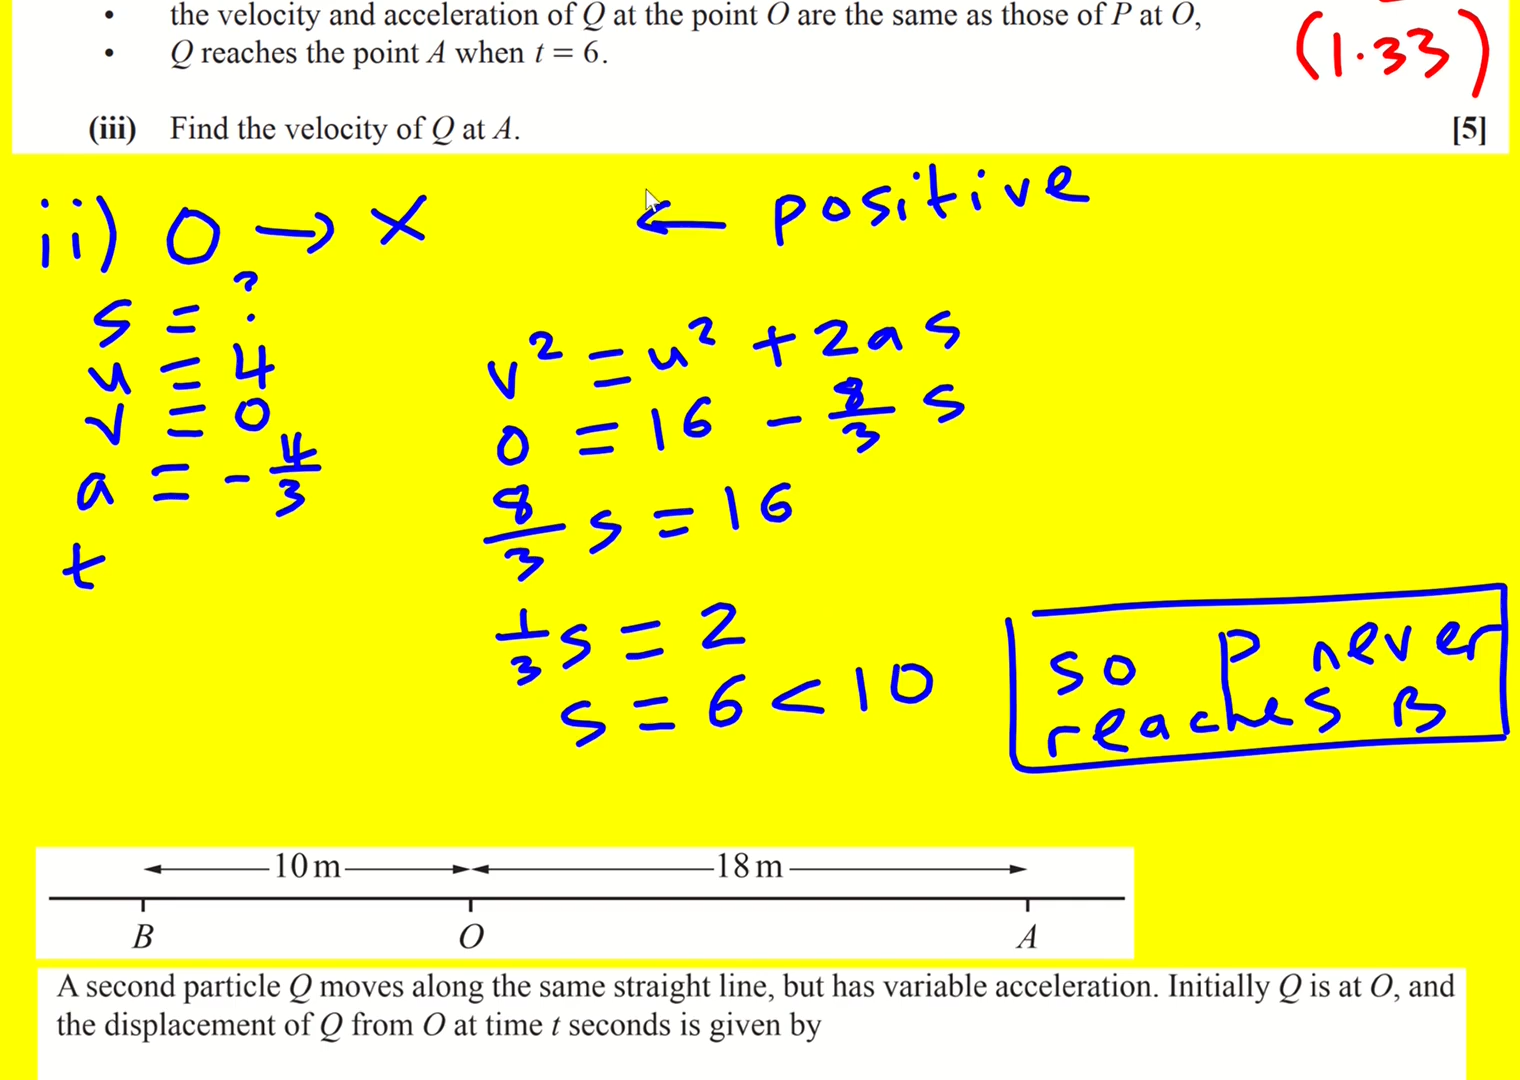 • the velocity and acceleration of Q at the point O are the same as those of P at O,
• Q reaches the point A when t = 6.
(1.33)
(iii) Find the velocity of Q at A. [5]
ii) O → X
← positive
s = ?
u = 4
v = 0
a = -4/3
t
v² = u² + 2as
0 = 16 - 8/3 s
8/3 s = 16
1/3 s = 2
s = 6 < 10
so P never
reaches B
10 m 18 m
B O A
A second particle Q moves along the same straight line, but has variable acceleration. Initially Q is at O, and
the displacement of Q from O at time t seconds is given by